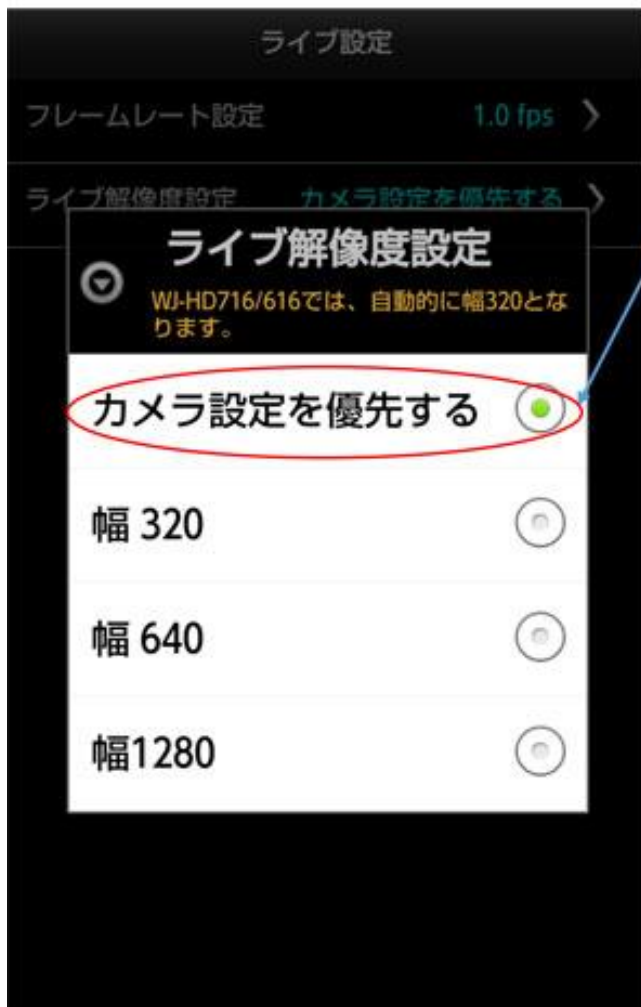 ライブ設定
フレームレート設定 1.0 fps
ライブ解像度設定 カメラ設定を優先する
ライブ解像度設定
WJ-HD716/616では、自動的に幅320とな
ります。
カメラ設定を優先する
幅 320
幅 640
幅1280